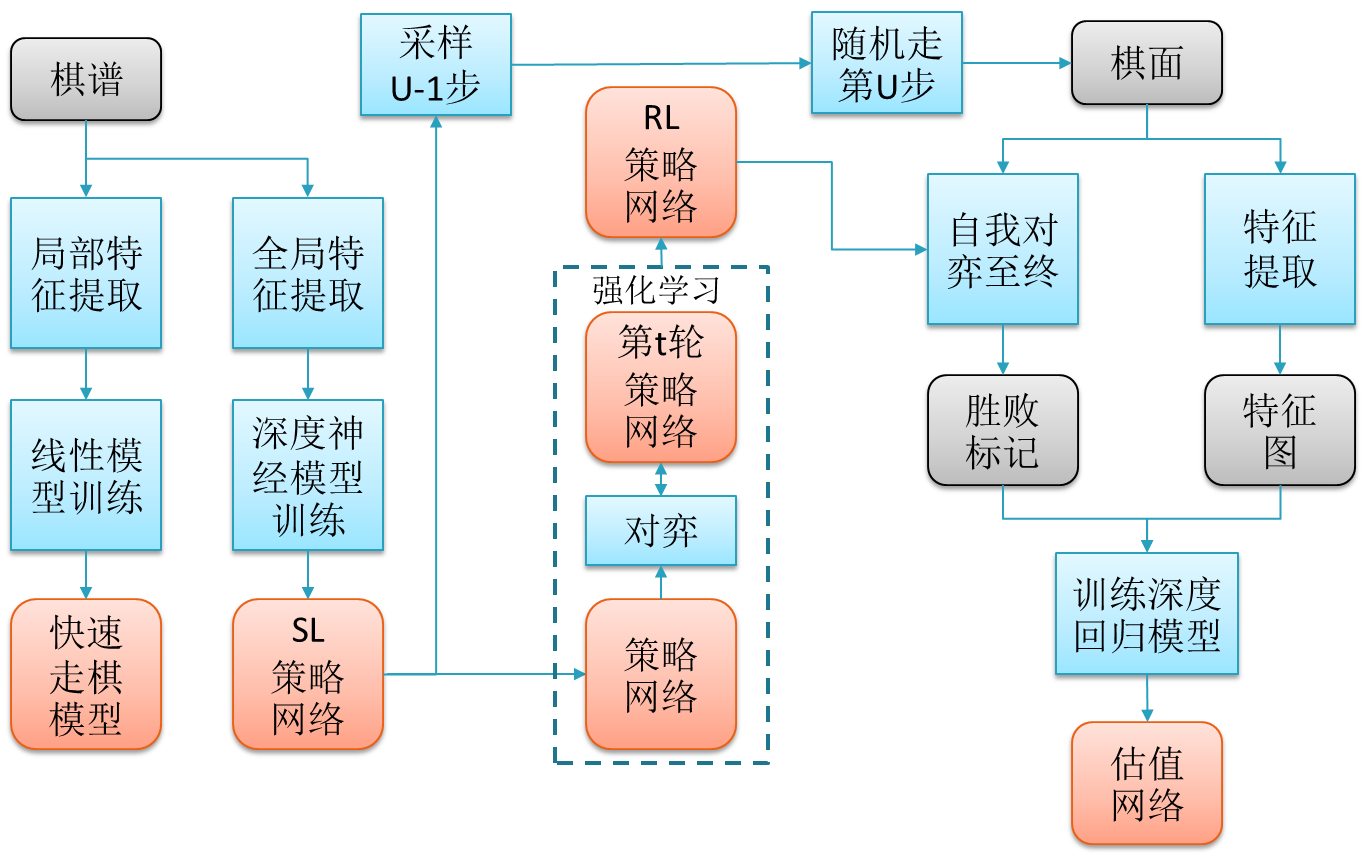 棋谱
局部特
征提取
线性模
型训练
快速
走棋
模型
全局特
征提取
深度神
经模型
训练
SL
策略
网络
采样
U-1步
随机走
第U步
棋面
RL
策略
网络
强化学习
第t轮
策略
网络
对弈
策略
网络
自我对
弈至终
特征
提取
胜败
标记
特征
图
训练深度
回归模型
估值
网络